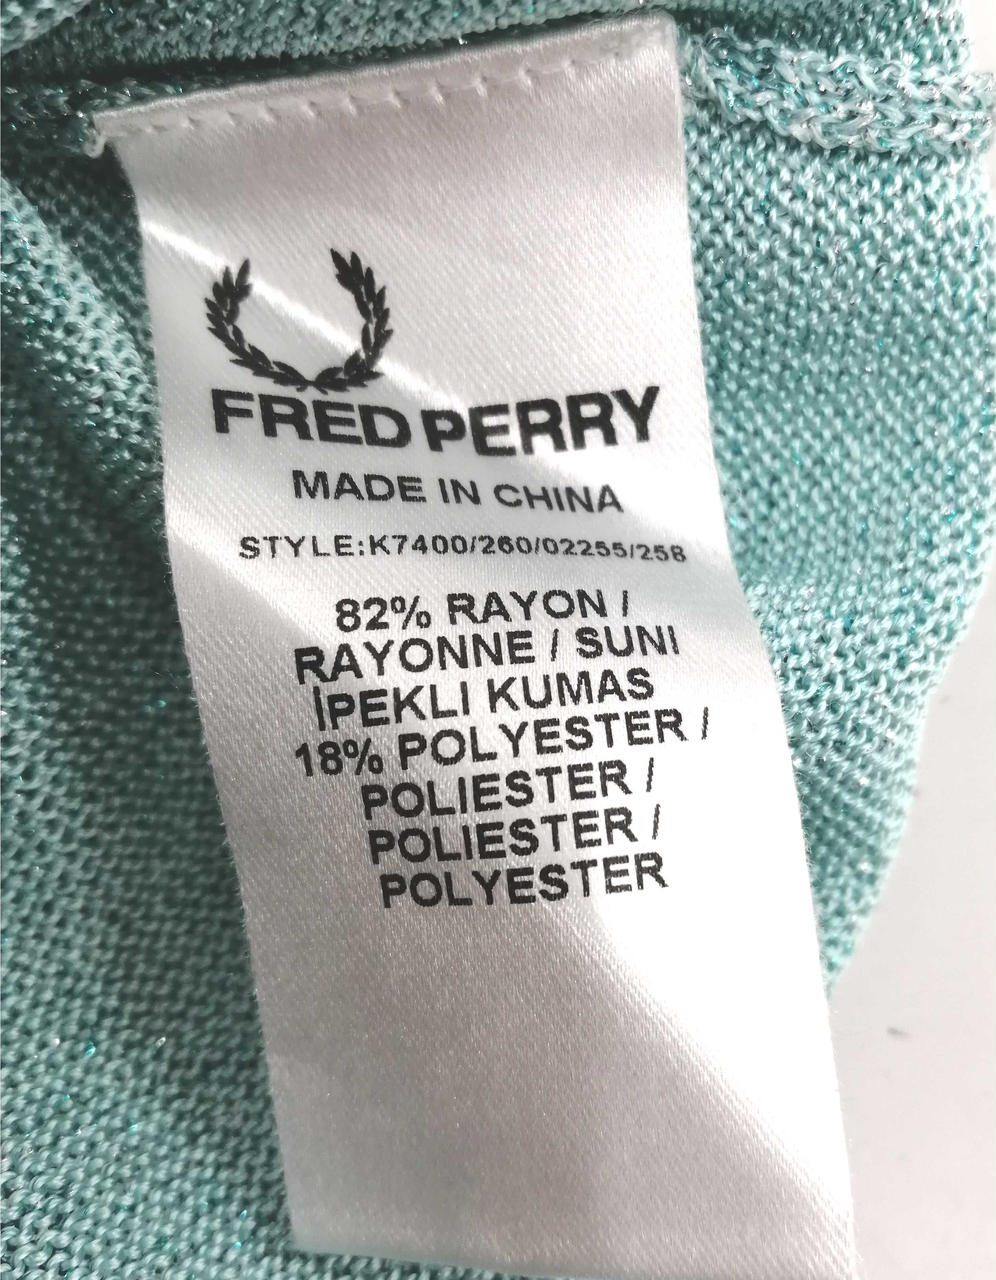 FRED PERRY
MADE IN CHINA
STYLE:K7400/260/02255/258
82% RAYON /
RAYONNE / SUNI
İPEKLI KUMAS
18% POLYESTER /
POLIESTER /
POLIESTER /
POLYESTER